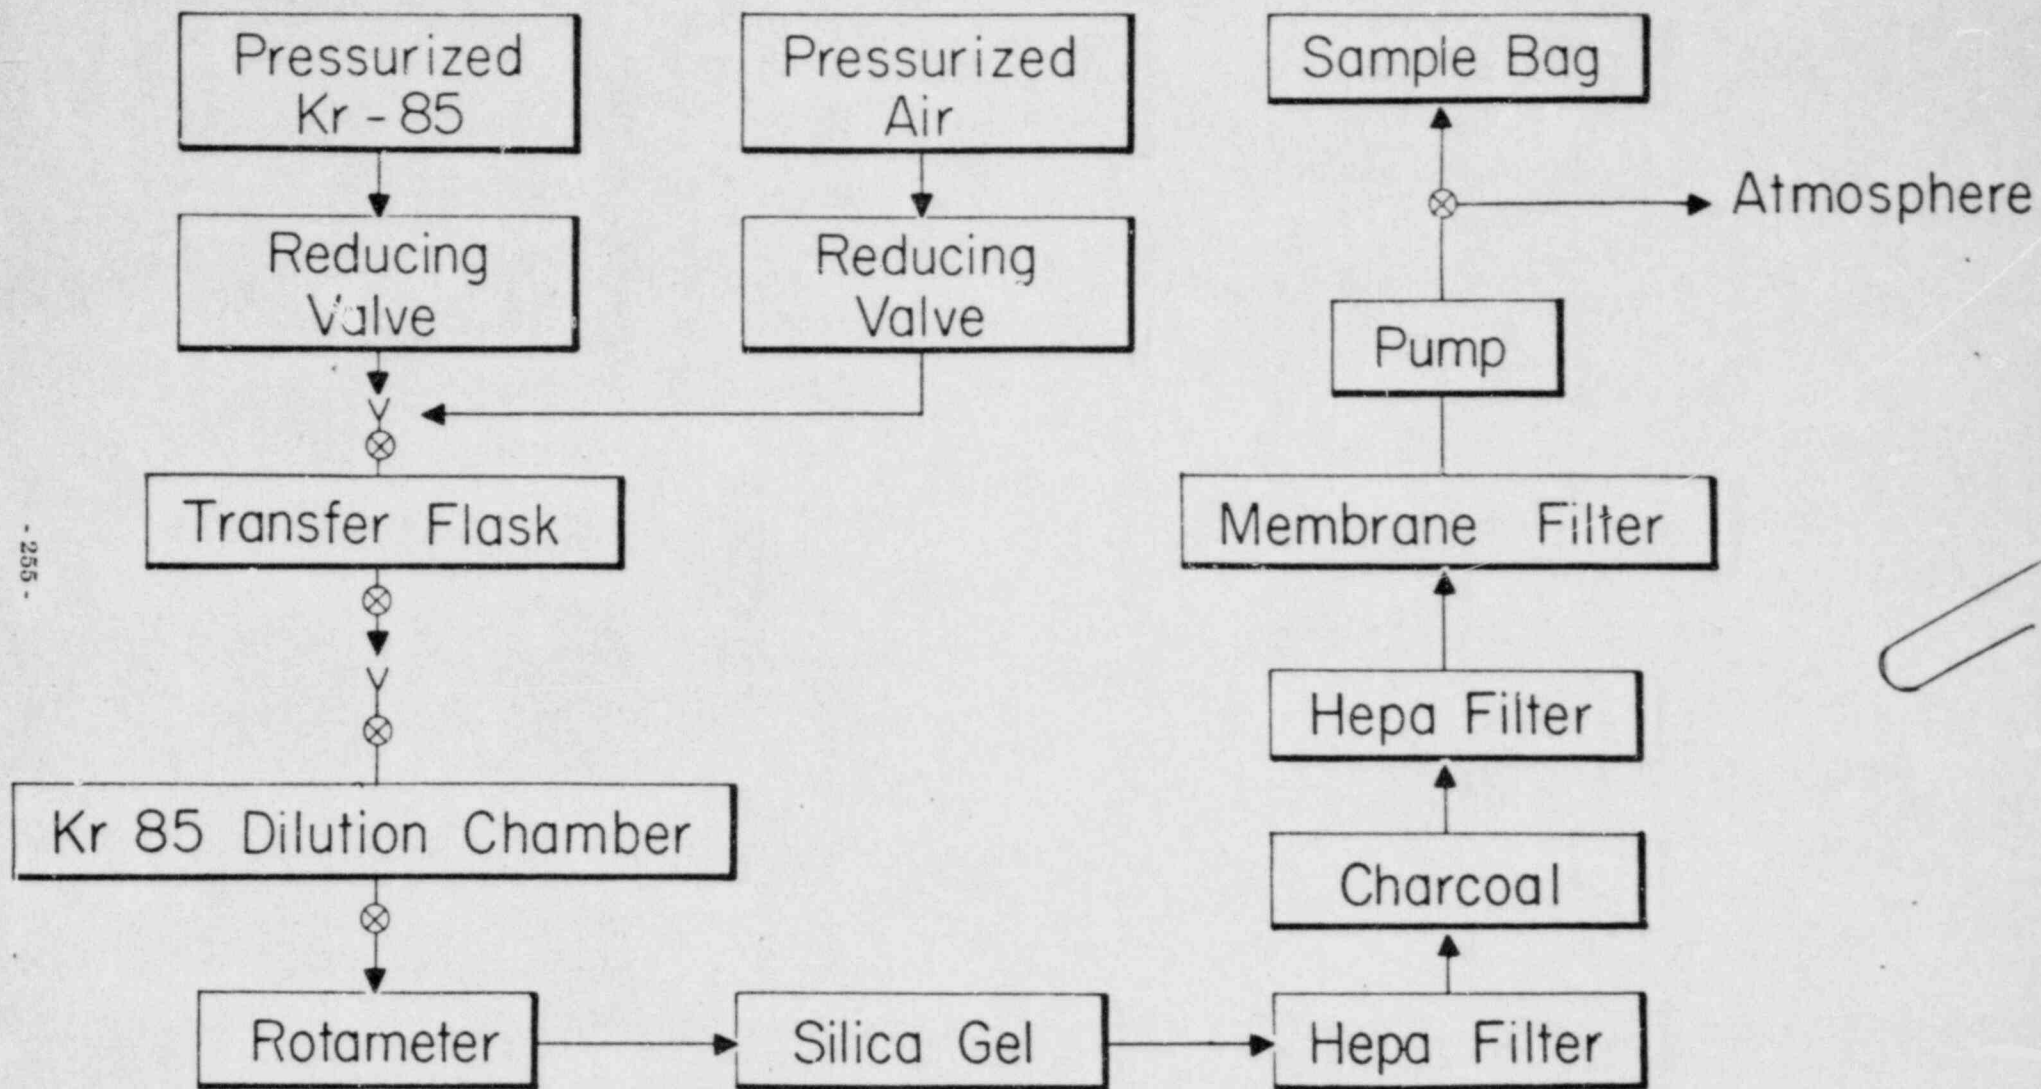 Pressurized
Kr - 85
Pressurized
Air
Sample Bag
Atmosphere
Reducing
Valve
Reducing
Valve
Pump
Transfer Flask
Membrane Filter
- 255 -
Hepa Filter
Kr 85 Dilution Chamber
Charcoal
Rotameter
Silica Gel
Hepa Filter